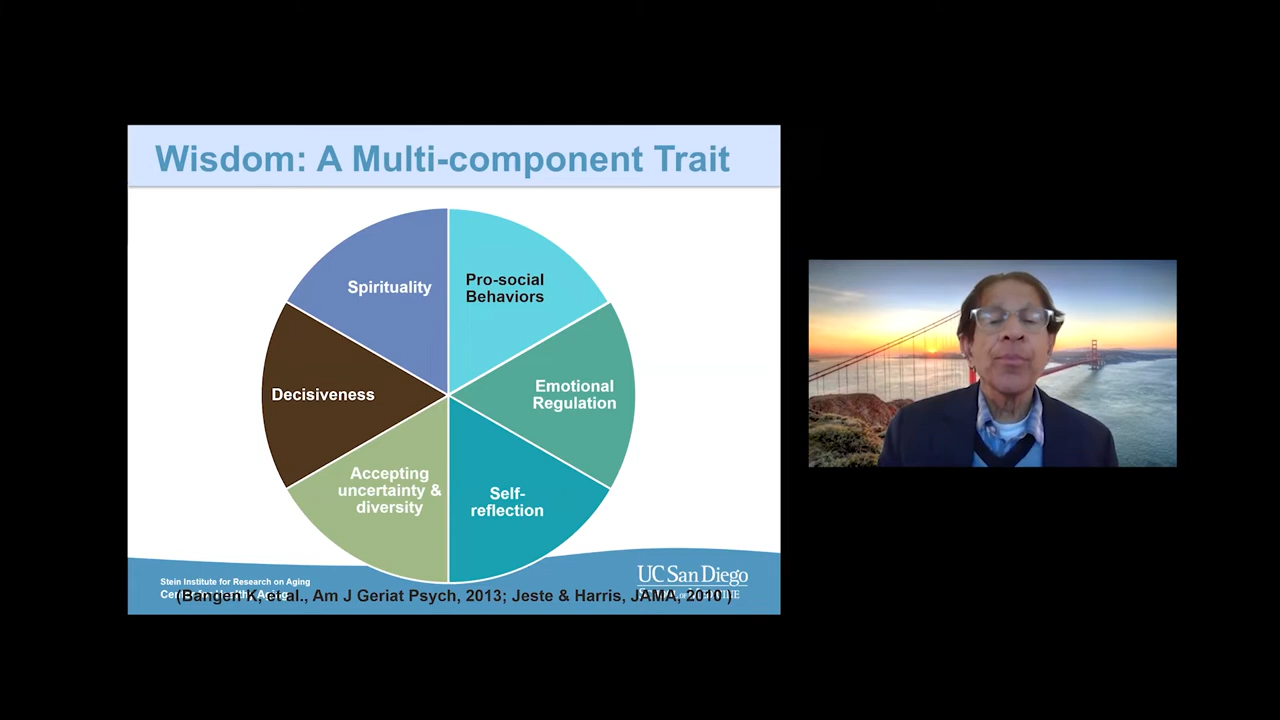 Wisdom: A Multi-component Trait
Spirituality
Pro-social
Behaviors
Decisiveness
Emotional
Regulation
Accepting
uncertainty &
diversity
Self-
reflection
Stein Institute for Research on Aging
UC San Diego
(Bangen K, et al., Am J Geriat Psych, 2013; Jeste & Harris, JAMA, 2010 )